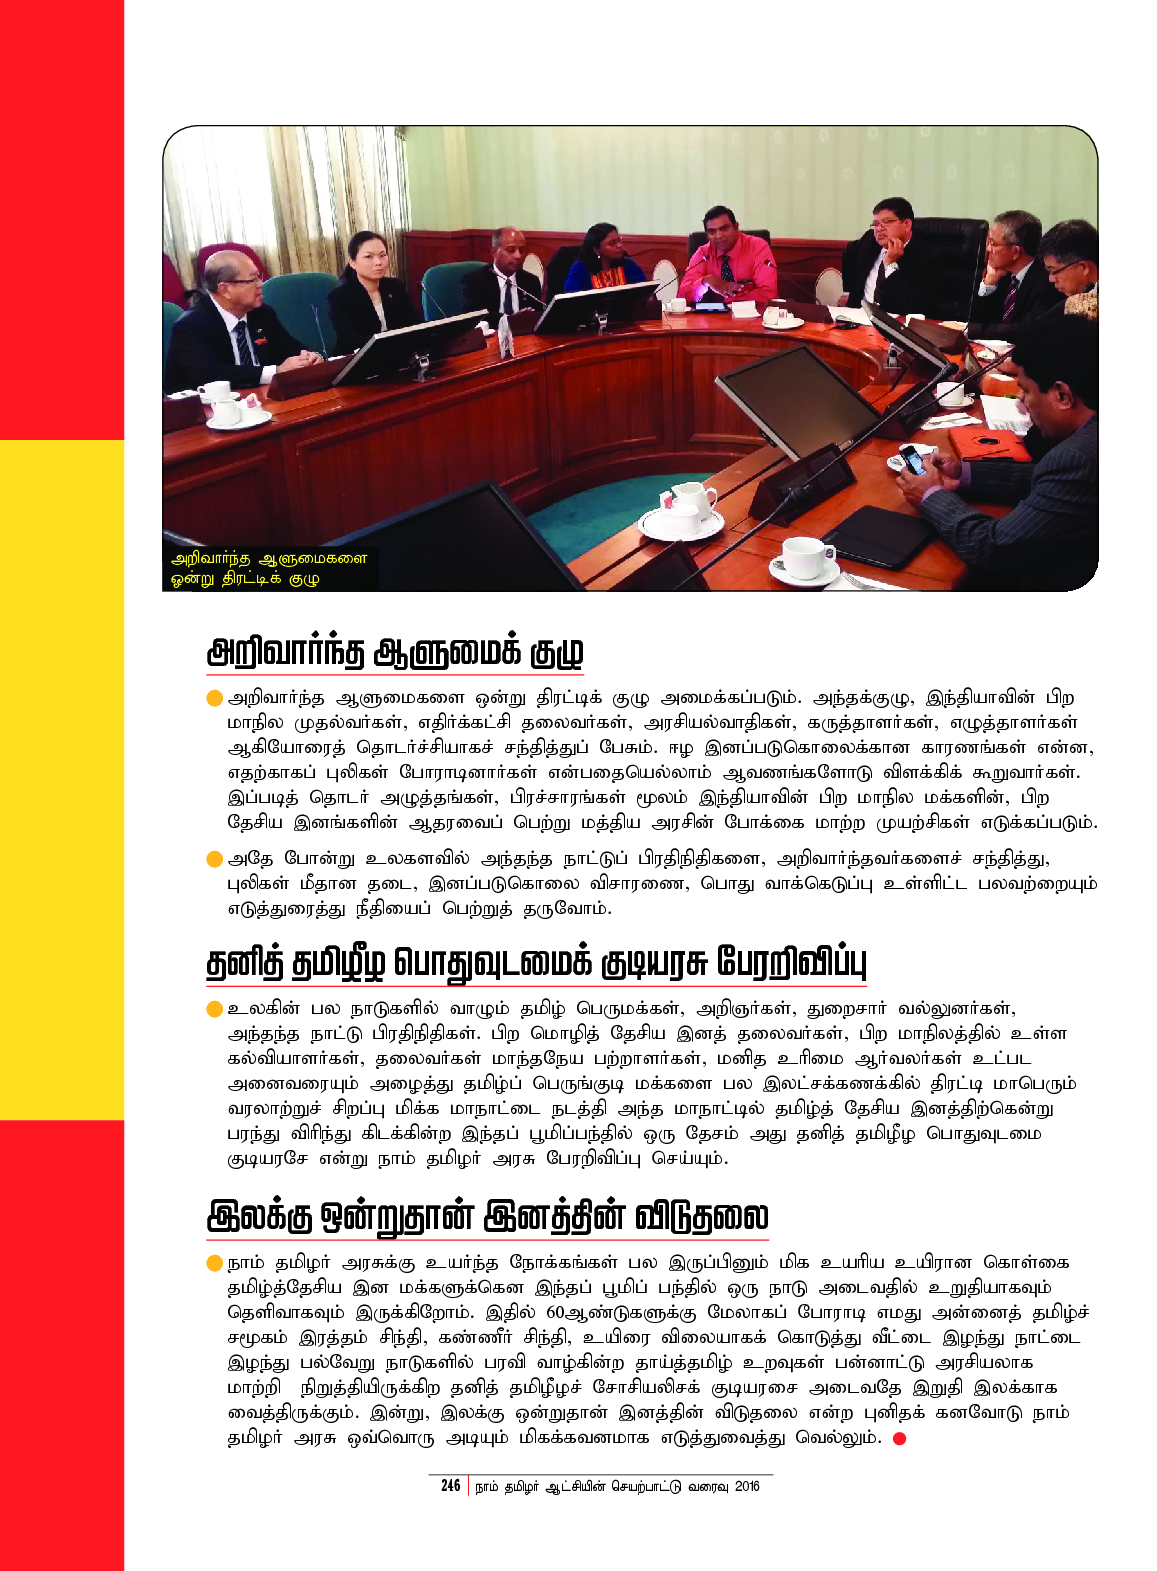 அறிவார்ந்த ஆளுமைகளை
ஒன்று திரட்டிக் குழு
அறிவார்ந்த ஆளுமைக் குழு
அறிவார்ந்த ஆளுமைகளை ஒன்று திரட்டிக் குழு அமைக்கப்படும். அந்தக்குழு, இந்தியாவின் பிற
மாநில முதல்வர்கள், எதிர்க்கட்சி தலைவர்கள், அரசியல்வாதிகள், கருத்தாளர்கள், எழுத்தாளர்கள்
ஆகியோரைத் தொடர்ச்சியாகச் சந்தித்துப் பேசும். ஈழ இனப்படுகொலைக்கான காரணங்கள் என்ன,
எதற்காகப் புலிகள் போராடினார்கள் என்பதையெல்லாம் ஆவணங்களோடு விளக்கிக் கூறுவார்கள்.
இப்படித் தொடர் அழுத்தங்கள், பிரச்சாரங்கள் மூலம் இந்தியாவின் பிற மாநில மக்களின், பிற
தேசிய இனங்களின் ஆதரவைப் பெற்று மத்திய அரசின் போக்கை மாற்ற முயற்சிகள் எடுக்கப்படும்.
அதே போன்று உலகளவில் அந்தந்த நாட்டுப் பிரதிநிதிகளை, அறிவார்ந்தவர்களைச் சந்தித்து,
புலிகள் மீதான தடை, இனப்படுகொலை விசாரணை, பொது வாக்கெடுப்பு உள்ளிட்ட பலவற்றையும்
எடுத்துரைத்து நீதியைப் பெற்றுத் தருவோம்.
தனித் தமிழீழ பொதுவுடமைக் குடியரசு பேரறிவிப்பு
உலகின் பல நாடுகளில் வாழும் தமிழ் பெருமக்கள், அறிஞர்கள், துறைசார் வல்லுனர்கள்,
அந்தந்த நாட்டு பிரதிநிதிகள். பிற மொழித் தேசிய இனத் தலைவர்கள், பிற மாநிலத்தில் உள்ள
கல்வியாளர்கள், தலைவர்கள் மாந்தநேய பற்றாளர்கள், மனித உரிமை ஆர்வலர்கள் உட்பட
அனைவரையும் அழைத்து தமிழ்ப் பெருங்குடி மக்களை பல இலட்சக்கணக்கில் திரட்டி மாபெரும்
வரலாற்றுச் சிறப்பு மிக்க மாநாட்டை நடத்தி அந்த மாநாட்டில் தமிழ்த் தேசிய இனத்திற்கென்று
பரந்து விரிந்து கிடக்கின்ற இந்தப் பூமிப்பந்தில் ஒரு தேசம் அது தனித் தமிழீழ பொதுவுடமை
குடியரசே என்று நாம் தமிழர் அரசு பேரறிவிப்பு செய்யும்.
இலக்கு ஒன்றுதான் இனத்தின் விடுதலை
நாம் தமிழர் அரசுக்கு உயர்ந்த நோக்கங்கள் பல இருப்பினும் மிக உயரிய உயிரான கொள்கை
தமிழ்த்தேசிய இன மக்களுக்கென இந்தப் பூமிப் பந்தில் ஒரு நாடு அடைவதில் உறுதியாகவும்
தெளிவாகவும் இருக்கிறோம். இதில் 60ஆண்டுகளுக்கு மேலாகப் போராடி எமது அன்னைத் தமிழ்ச்
சமூகம் இரத்தம் சிந்தி, கண்ணீர் சிந்தி, உயிரை விலையாகக் கொடுத்து வீட்டை இழந்து நாட்டை
இழந்து பல்வேறு நாடுகளில் பரவி வாழ்கின்ற தாய்த்தமிழ் உறவுகள் பன்னாட்டு அரசியலாக
மாற்றி நிறுத்தியிருக்கிற தனித் தமிழீழச் சோசியலிசக் குடியரசை அடைவதே இறுதி இலக்காக
வைத்திருக்கும். இன்று, இலக்கு ஒன்றுதான் இனத்தின் விடுதலை என்ற புனிதக் கனவோடு நாம்
தமிழர் அரசு ஒவ்வொரு அடியும் மிகக்கவனமாக எடுத்துவைத்து வெல்லும்.
246 நாம் தமிழர் ஆட்சியின் செயற்பாட்டு வரைவு 2016